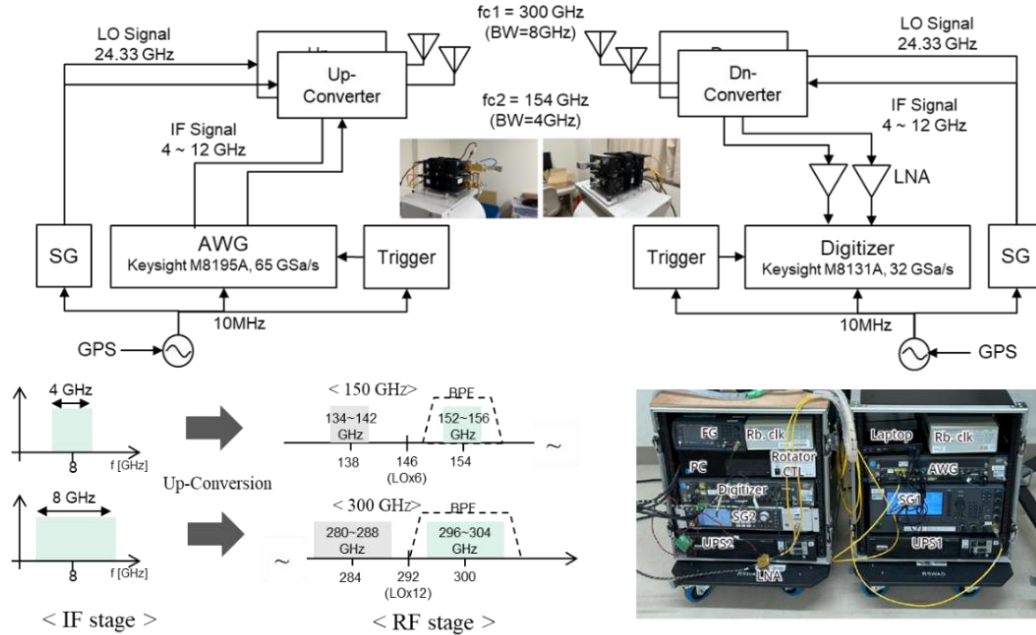 LO Signal
24.33 GHz
Up-
Converter
IF Signal
4 ~ 12 GHz
SG
AWG
Keysight M8195A, 65 GSa/s
Trigger
10MHz
GPS
fc1 = 300 GHz
(BW=8GHz)
fc2 = 154 GHz
(BW=4GHz)
LO Signal
24.33 GHz
Dn-
Converter
IF Signal
4 ~ 12 GHz
LNA
Trigger
Digitizer
Keysight M8131A, 32 GSa/s
SG
10MHz
GPS
4 GHz
8
f [GHz]
8 GHz
8
f [GHz]
< IF stage >
Up-Conversion
< 150 GHz>
BPF
134~142
GHz
152~156
GHz
~
138
146
154
(LOx6)
< 300 GHz>
BPF
280~288
GHz
296~304
GHz
~
284
292
300
(LOx12)
< RF stage >
FG
Rb. clk
Rotator
CTL
PC
Digitizer
SG2
UPS2
LNA
Laptop
Rb. clk
AWG
SG1
UPS1